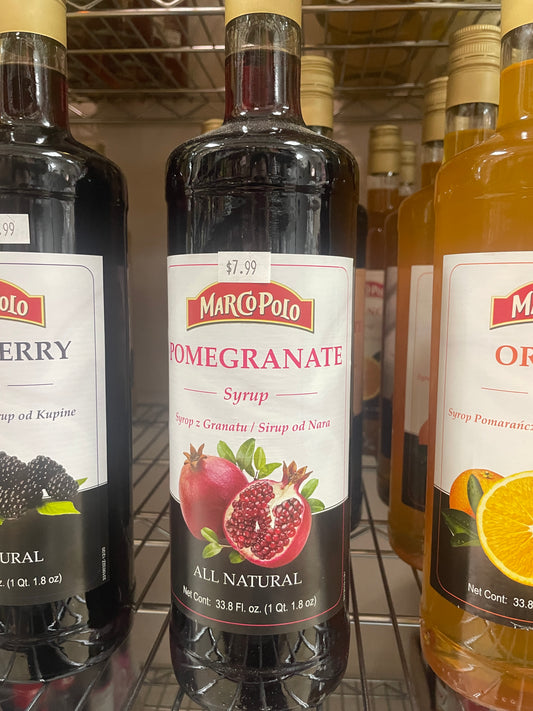 .99
MARCO POLO
ERRY
rup od Kupine
URAL
z. (1 Qt. 1.8 oz)
$7.99
MARCO POLO
POMEGRANATE
Syrup
Syrop z Granatu / Sirup od Nara
ALL NATURAL
Net Cont: 33.8 Fl. oz. (1 Qt. 1.8 oz)
MAR
OR
Syrop Pomarańcz
Net Cont: 33.8